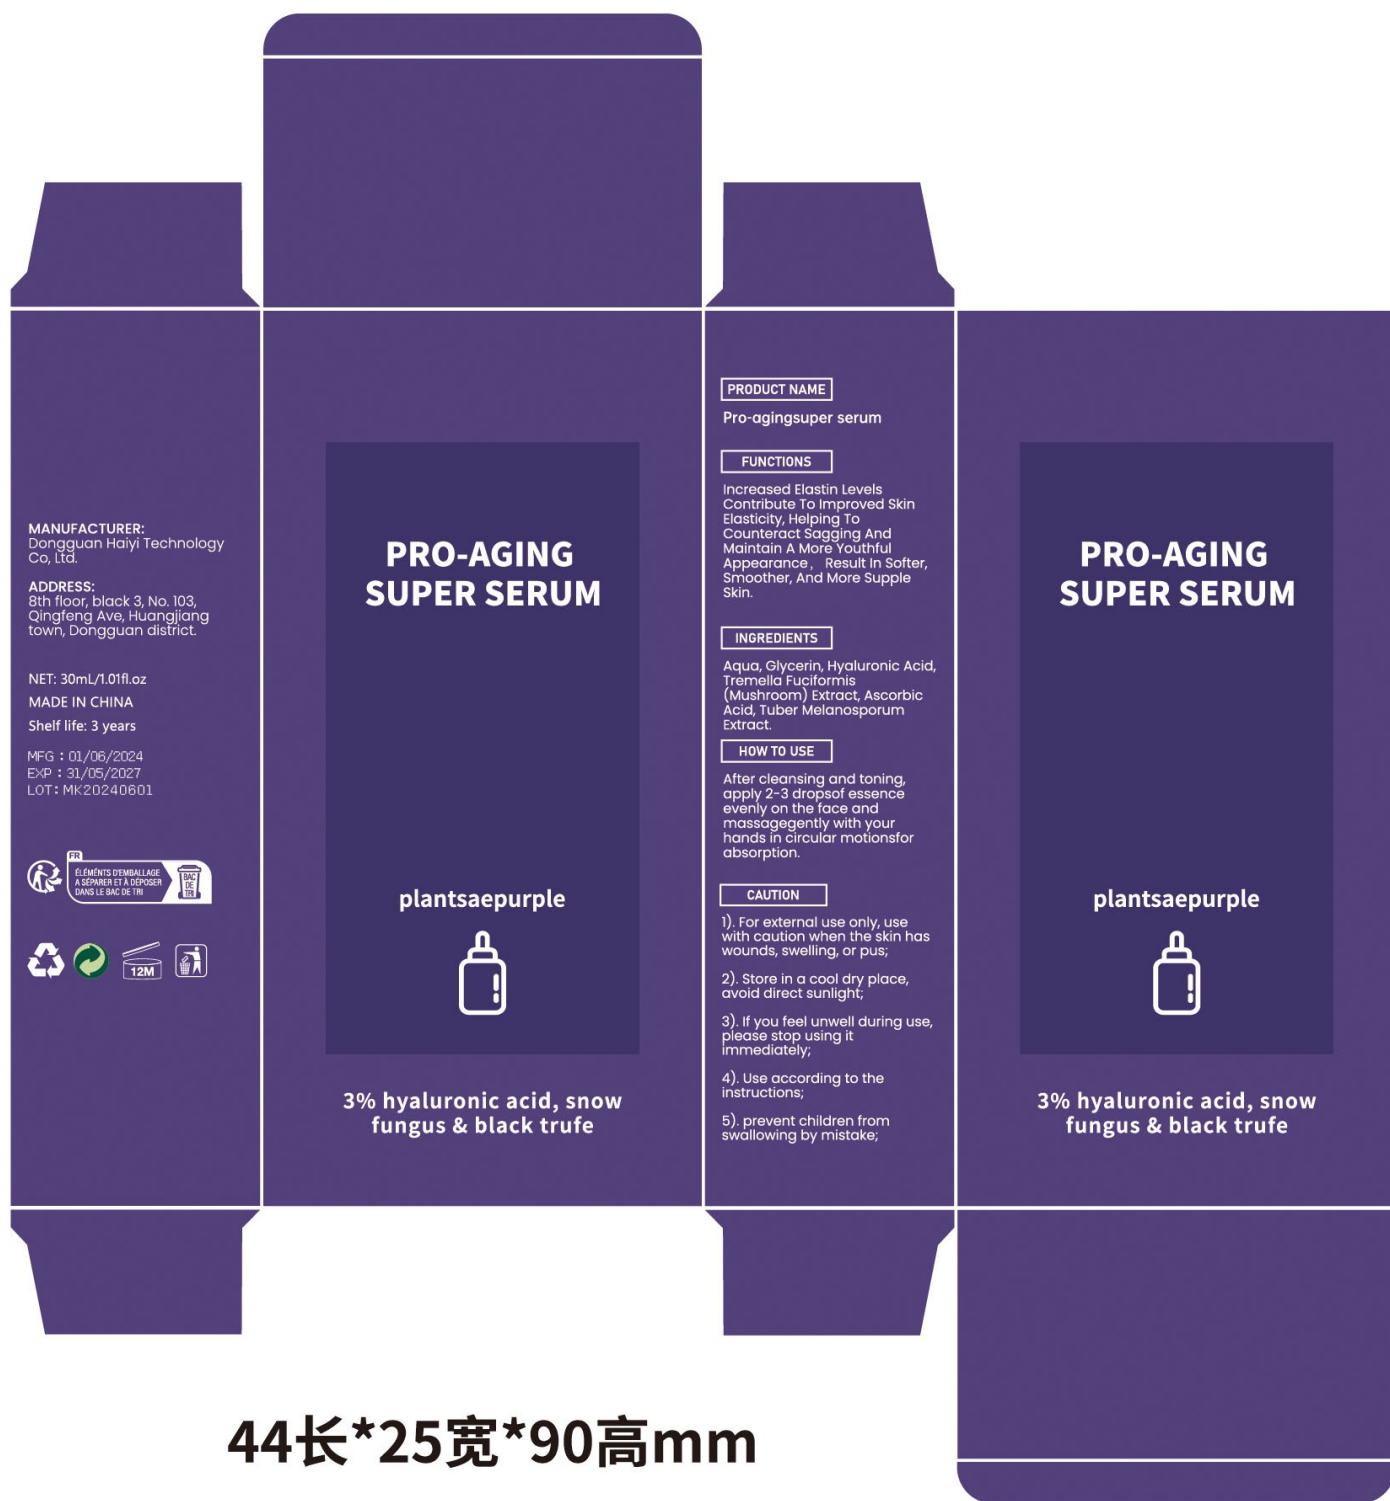 MANUFACTURER:
Dongguan Haiyi Technology
Co, Ltd.
ADDRESS:
8th floor, black 3, No. 103,
Qingfeng Ave, Huangjiang
town, Dongguan district.
NET: 30mL/1.01fl.oz
MADE IN CHINA
Shelf life: 3 years
MFG : 01/06/2024
EXP : 31/05/2027
LOT: MK20240601
FR
ÉLÉMENTS D'EMBALLAGE
A SÉPARER ET À DÉPOSER
DANS LE BAC DE TRI
BAC
DE
TRI
12M
PRO-AGING
SUPER SERUM
plantsaepurple
3% hyaluronic acid, snow
fungus & black trufe
PRODUCT NAME
Pro-agingsuper serum
FUNCTIONS
Increased Elastin Levels
Contribute To Improved Skin
Elasticity, Helping To
Counteract Sagging And
Maintain A More Youthful
Appearance， Result In Softer,
Smoother, And More Supple
Skin.
INGREDIENTS
Aqua, Glycerin, Hyaluronic Acid,
Tremella Fuciformis
(Mushroom) Extract, Ascorbic
Acid, Tuber Melanosporum
Extract.
HOW TO USE
After cleansing and toning,
apply 2-3 dropsof essence
evenly on the face and
massagegently with your
hands in circular motionsfor
absorption.
CAUTION
1). For external use only, use
with caution when the skin has
wounds, swelling, or pus;
2). Store in a cool dry place,
avoid direct sunlight;
3). If you feel unwell during use,
please stop using it
immediately;
4). Use according to the
instructions;
5). prevent children from
swallowing by mistake;
PRO-AGING
SUPER SERUM
plantsaepurple
3% hyaluronic acid, snow
fungus & black trufe
44长*25宽*90高mm